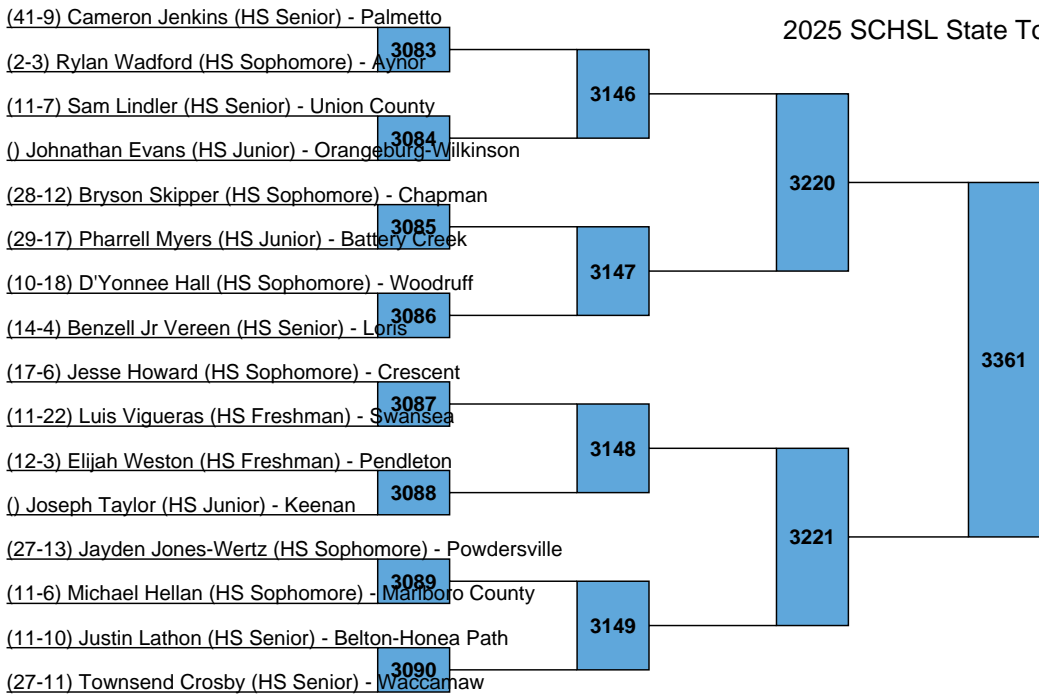 (41-9) Cameron Jenkins (HS Senior) - Palmetto
2025 SCHSL State To
3083
(2-3) Rylan Wadford (HS Sophomore) - Aynor
3146
(11-7) Sam Lindler (HS Senior) - Union County
3084
() Johnathan Evans (HS Junior) - Orangeburg-Wilkinson
3220
(28-12) Bryson Skipper (HS Sophomore) - Chapman
3085
(29-17) Pharrell Myers (HS Junior) - Battery Creek
3147
(10-18) D'Yonnee Hall (HS Sophomore) - Woodruff
3086
(14-4) Benzell Jr Vereen (HS Senior) - Loris
3361
(17-6) Jesse Howard (HS Sophomore) - Crescent
3087
(11-22) Luis Vigueras (HS Freshman) - Swansea
3148
(12-3) Elijah Weston (HS Freshman) - Pendleton
3088
() Joseph Taylor (HS Junior) - Keenan
3221
(27-13) Jayden Jones-Wertz (HS Sophomore) - Powdersville
3089
(11-6) Michael Hellan (HS Sophomore) - Marlboro County
3149
(11-10) Justin Lathon (HS Senior) - Belton-Honea Path
3090
(27-11) Townsend Crosby (HS Senior) - Waccamaw